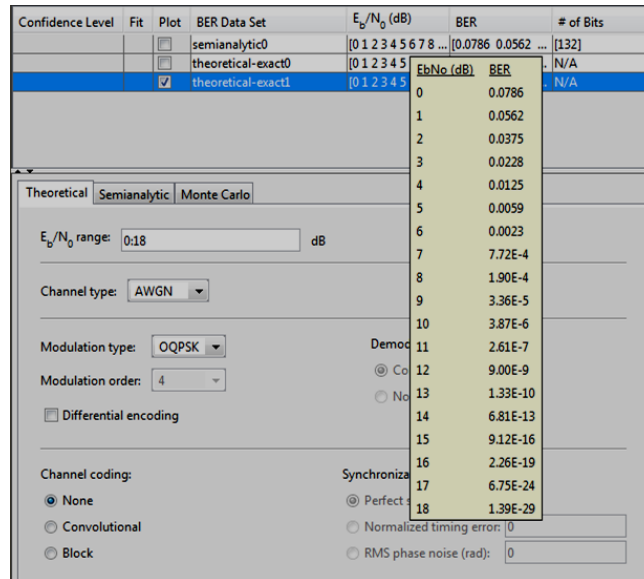 Confidence Level Fit Plot BER Data Set Eb/N0 (dB) BER # of Bits
semianalytic0 [0 1 2 3 4 5 6 7 8 ... [0.0786 0.0562 ... [132]
theoretical-exact0 [0 1 2 3 4 5 . N/A
theoretical-exact1 [0 1 2 3 4 5 . N/A
EbNo (dB) BER
0 0.0786
1 0.0562
2 0.0375
3 0.0228
4 0.0125
5 0.0059
6 0.0023
7 7.72E-4
8 1.90E-4
9 3.36E-5
10 3.87E-6
11 2.61E-7
12 9.00E-9
13 1.33E-10
14 6.81E-13
15 9.12E-16
16 2.26E-19
17 6.75E-24
18 1.39E-29
Theoretical Semianalytic Monte Carlo
Eb/N0 range: 0:18 dB
Channel type: AWGN
Modulation type: OQPSK
Modulation order: 4
Differential encoding
Demod
Co
No
Channel coding:
None
Convolutional
Block
Synchroniza
Perfect s
Normalized timing error: 0
RMS phase noise (rad): 0